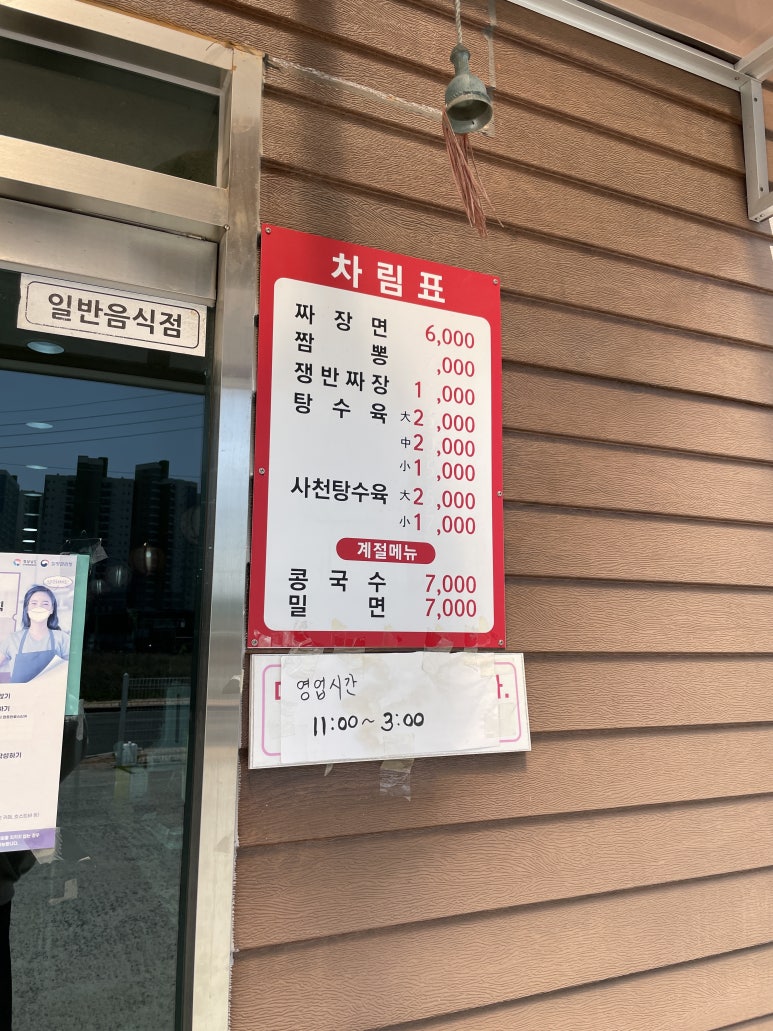 일반음식점
차림표
짜장면 6,000
짬뽕 ,000
쟁반짜장 1 ,000
탕수육 大 2 ,000
中 2 ,000
小 1 ,000
사천탕수육 大 2 ,000
小 1 ,000
계절메뉴
콩국수 7,000
밀면 7,000
영업시간
11:00~3:00